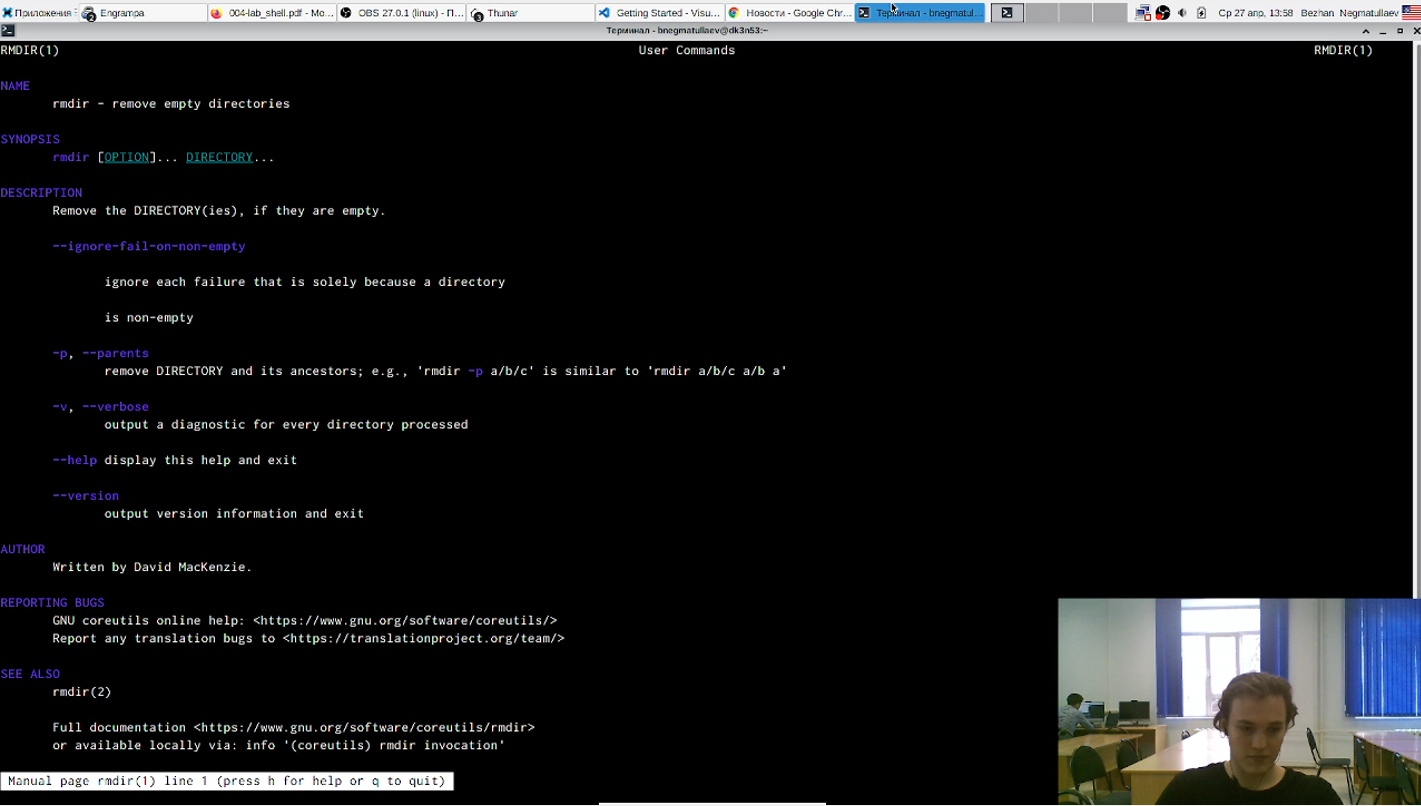 Приложения
2 Engrampa
004-lab_shell.pdf - Mo...
OBS 27.0.1 (linux) - П...
3 Thunar
Getting Started - Visu...
Новости - Google Chr...
Терминал - bnegmatul...
Ср 27 апр, 13:58 Bezhan Negmatullaev
Терминал - bnegmatullaev@dk3n53:~
RMDIR(1) User Commands RMDIR(1)
NAME
rmdir - remove empty directories
SYNOPSIS
rmdir [OPTION]... DIRECTORY...
DESCRIPTION
Remove the DIRECTORY(ies), if they are empty.
--ignore-fail-on-non-empty
ignore each failure that is solely because a directory
is non-empty
-p, --parents
remove DIRECTORY and its ancestors; e.g., 'rmdir -p a/b/c' is similar to 'rmdir a/b/c a/b a'
-v, --verbose
output a diagnostic for every directory processed
--help display this help and exit
--version
output version information and exit
AUTHOR
Written by David MacKenzie.
REPORTING BUGS
GNU coreutils online help: <https://www.gnu.org/software/coreutils/>
Report any translation bugs to <https://translationproject.org/team/>
SEE ALSO
rmdir(2)
Full documentation <https://www.gnu.org/software/coreutils/rmdir>
or available locally via: info '(coreutils) rmdir invocation'
Manual page rmdir(1) line 1 (press h for help or q to quit)